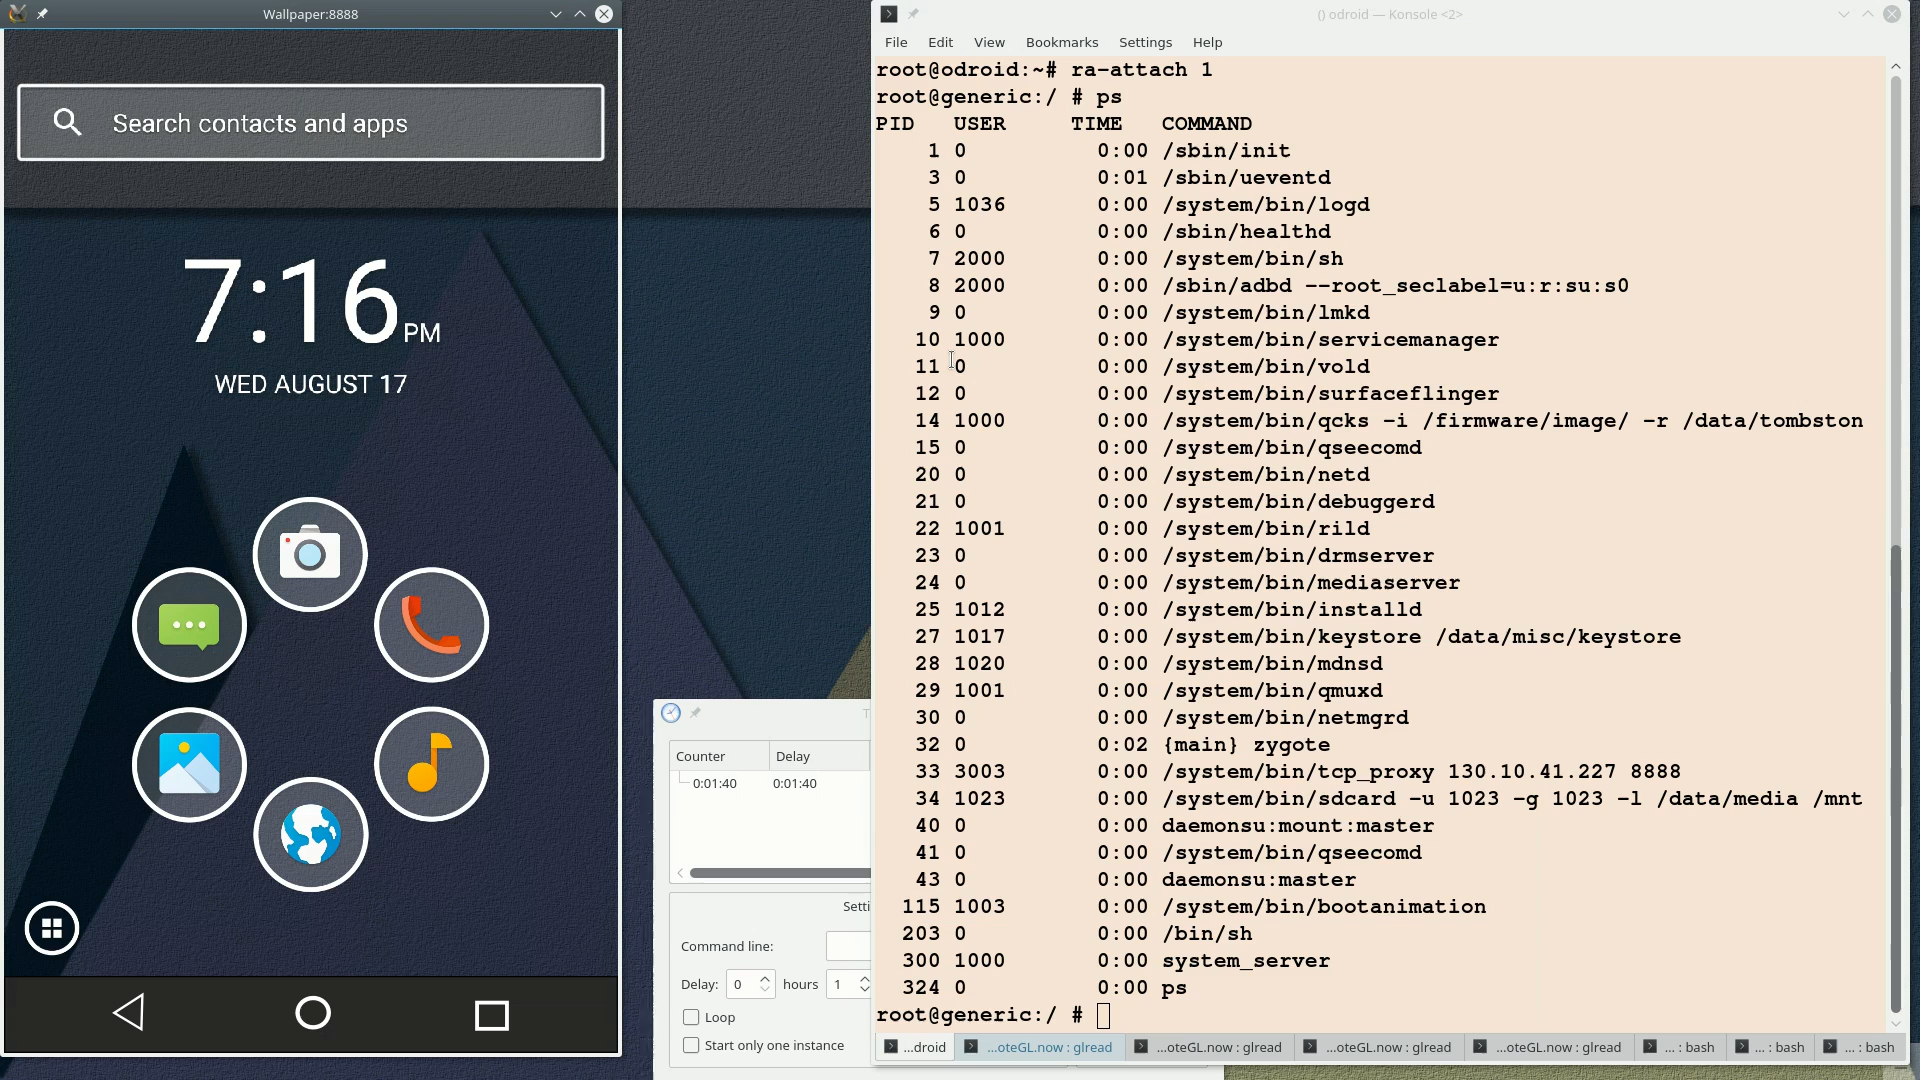 Wallpaper:8888
Search contacts and apps
7:16 PM
WED AUGUST 17
Counter Delay
0:01:40 0:01:40
Setti
Command line:
Delay: 0 hours 1
Loop
Start only one instance
() odroid — Konsole <2>
File Edit View Bookmarks Settings Help
root@odroid:~# ra-attach 1
root@generic:/ # ps
PID USER TIME COMMAND
1 0 0:00 /sbin/init
3 0 0:01 /sbin/ueventd
5 1036 0:00 /system/bin/logd
6 0 0:00 /sbin/healthd
7 2000 0:00 /system/bin/sh
8 2000 0:00 /sbin/adbd --root_seclabel=u:r:su:s0
9 0 0:00 /system/bin/lmkd
10 1000 0:00 /system/bin/servicemanager
11 0 0:00 /system/bin/vold
12 0 0:00 /system/bin/surfaceflinger
14 1000 0:00 /system/bin/qcks -i /firmware/image/ -r /data/tombston
15 0 0:00 /system/bin/qseecomd
20 0 0:00 /system/bin/netd
21 0 0:00 /system/bin/debuggerd
22 1001 0:00 /system/bin/rild
23 0 0:00 /system/bin/drmserver
24 0 0:00 /system/bin/mediaserver
25 1012 0:00 /system/bin/installd
27 1017 0:00 /system/bin/keystore /data/misc/keystore
28 1020 0:00 /system/bin/mdnsd
29 1001 0:00 /system/bin/qmuxd
30 0 0:00 /system/bin/netmgrd
32 0 0:02 {main} zygote
33 3003 0:00 /system/bin/tcp_proxy 130.10.41.227 8888
34 1023 0:00 /system/bin/sdcard -u 1023 -g 1023 -l /data/media /mnt
40 0 0:00 daemonsu:mount:master
41 0 0:00 /system/bin/qseecomd
43 0 0:00 daemonsu:master
115 1003 0:00 /system/bin/bootanimation
203 0 0:00 /bin/sh
300 1000 0:00 system_server
324 0 0:00 ps
root@generic:/ #
...droid ...oteGL.now : glread ...oteGL.now : glread ...oteGL.now : glread ...oteGL.now : glread ... : bash ... : bash ... : bash